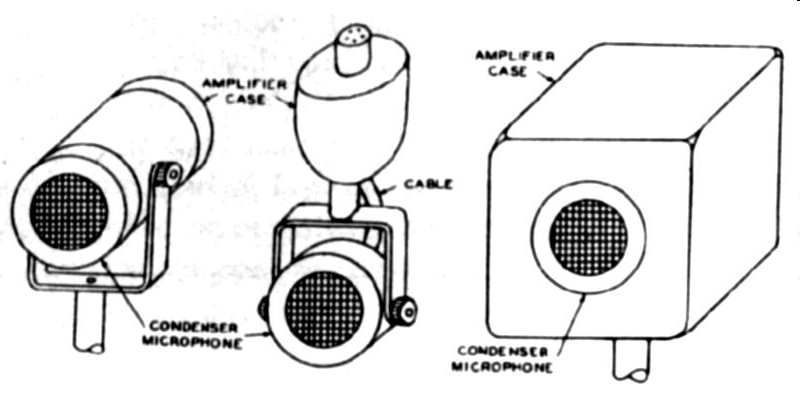 AMPLIFIER
CASE
CABLE
CONDENSER
MICROPHONE
AMPLIFIER
CASE
CONDENSER
MICROPHONE